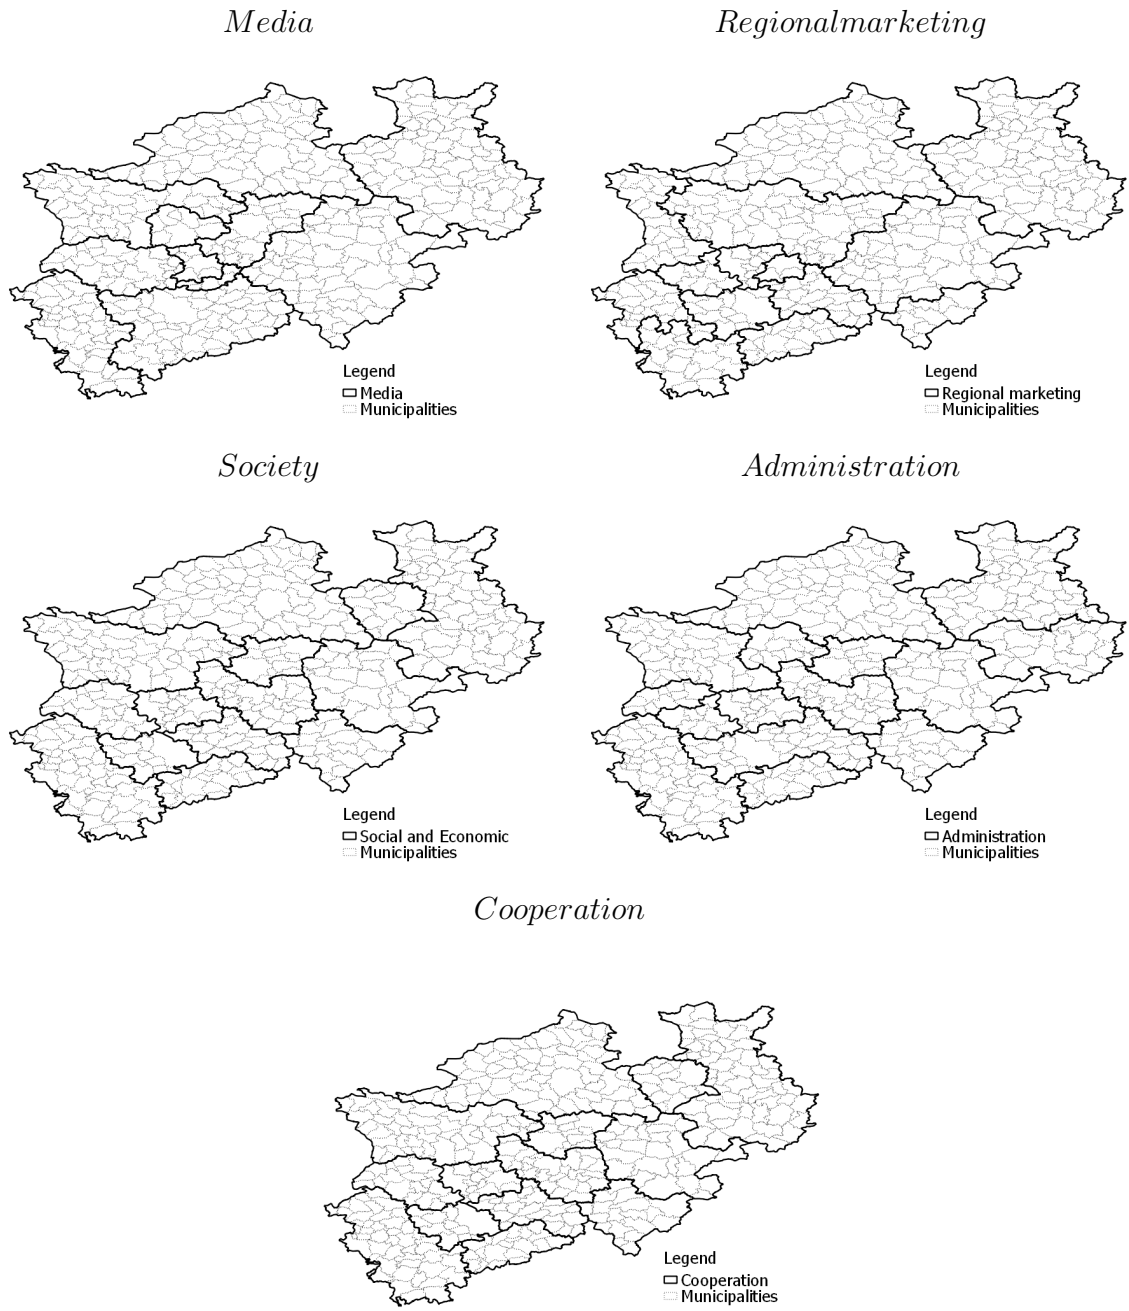 Media
Regionalmarketing
Legend
Media
Municipalities
Legend
Regional marketing
Municipalities
Society
Administration
Legend
Social and Economic
Municipalities
Legend
Administration
Municipalities
Cooperation
Legend
Cooperation
Municipalities